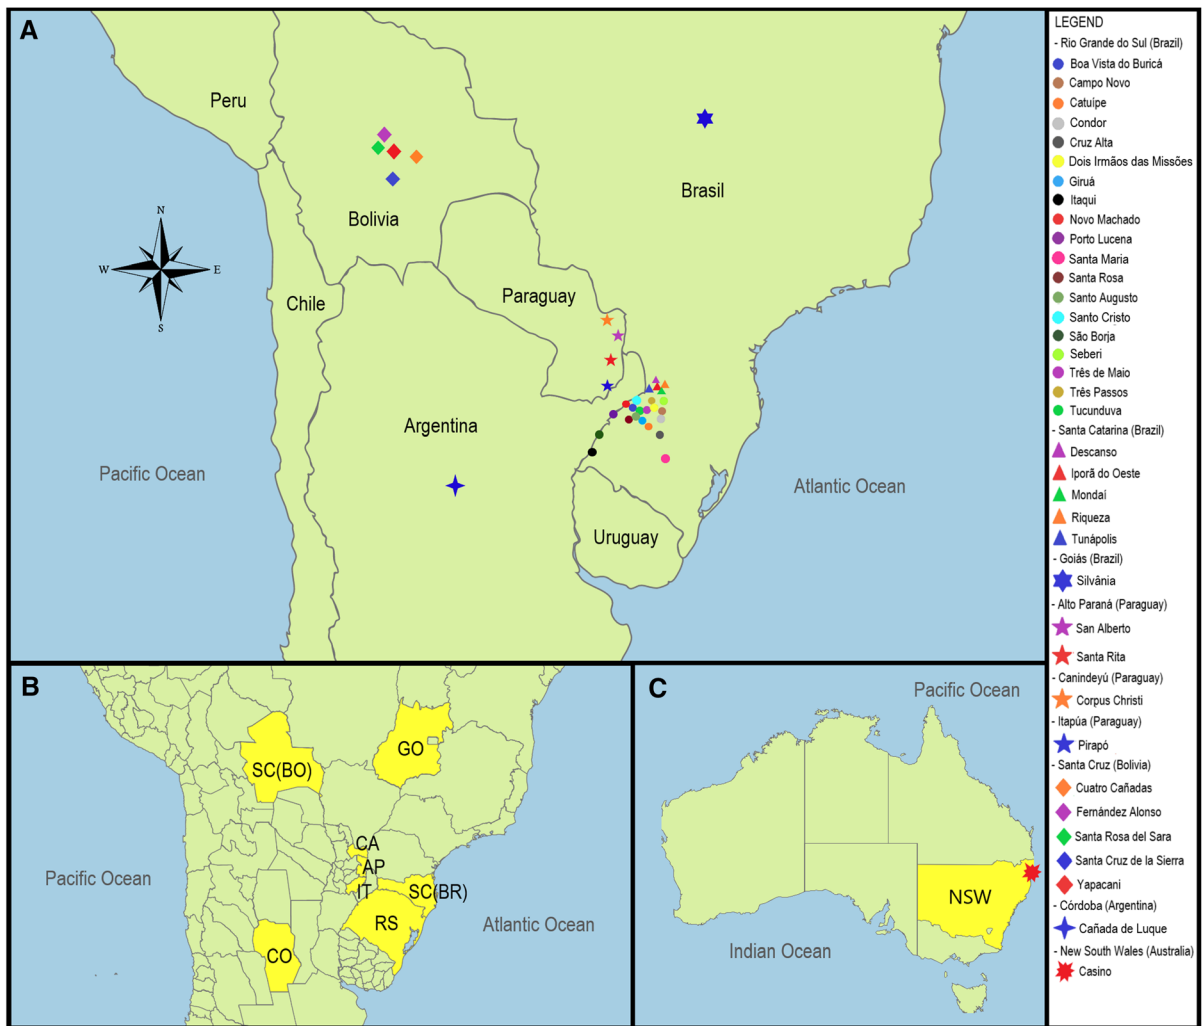 A
Peru
Brasil
Bolivia
N
W
E
S
Chile
Paraguay
Argentina
Pacific Ocean
Atlantic Ocean
Uruguay
B
GO
SC(BO)
CA
AP
IT
SC(BR)
RS
CO
Pacific Ocean
Atlantic Ocean
C
Pacific Ocean
NSW
Indian Ocean
LEGEND
- Rio Grande do Sul (Brazil)
Boa Vista do Buricá
Campo Novo
Catuípe
Condor
Cruz Alta
Dois Irmãos das Missões
Giruá
Itaqui
Novo Machado
Porto Lucena
Santa Maria
Santa Rosa
Santo Augusto
Santo Cristo
São Borja
Seberi
Três de Maio
Três Passos
Tucunduva
- Santa Catarina (Brazil)
Descanso
Iporã do Oeste
Mondaí
Riqueza
Tunápolis
- Goiás (Brazil)
Silvânia
- Alto Paraná (Paraguay)
San Alberto
Santa Rita
- Canindeyú (Paraguay)
Corpus Christi
- Itapúa (Paraguay)
Pirapó
- Santa Cruz (Bolivia)
Cuatro Cañadas
Fernández Alonso
Santa Rosa del Sara
Santa Cruz de la Sierra
Yapacani
- Córdoba (Argentina)
Cañada de Luque
- New South Wales (Australia)
Casino